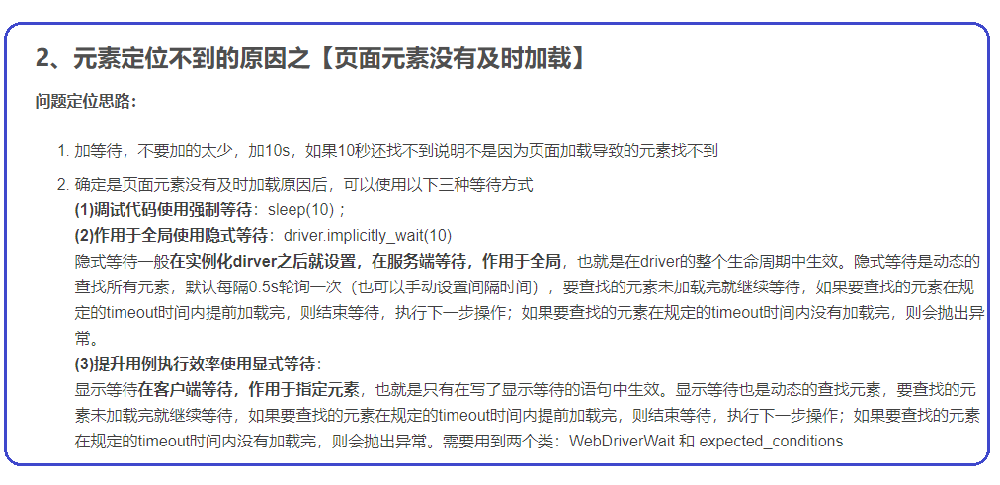 2、元素定位不到的原因之【页面元素没有及时加载】
问题定位思路：
1. 加等待，不要加的太少，加10s，如果10秒还找不到说明不是因为页面加载导致的元素找不到
2. 确定是页面元素没有及时加载原因后，可以使用以下三种等待方式
(1)调试代码使用强制等待：sleep(10) ；
(2)作用于全局使用隐式等待：driver.implicitly_wait(10)
隐式等待一般在实例化dirver之后就设置，在服务端等待，作用于全局，也就是在driver的整个生命周期中生效。隐式等待是动态的
查找所有元素，默认每隔0.5s轮询一次（也可以手动设置间隔时间），要查找的元素未加载完就继续等待，如果要查找的元素在规
定的timeout时间内提前加载完，则结束等待，执行下一步操作；如果要查找的元素在规定的timeout时间内没有加载完，则会抛出异
常。
(3)提升用例执行效率使用显式等待：
显示等待在客户端等待，作用于指定元素，也就是只有在写了显示等待的语句中生效。显示等待也是动态的查找元素，要查找的元
素未加载完就继续等待，如果要查找的元素在规定的timeout时间内提前加载完，则结束等待，执行下一步操作；如果要查找的元素
在规定的timeout时间内没有加载完，则会抛出异常。需要用到两个类：WebDriverWait 和 expected_conditions